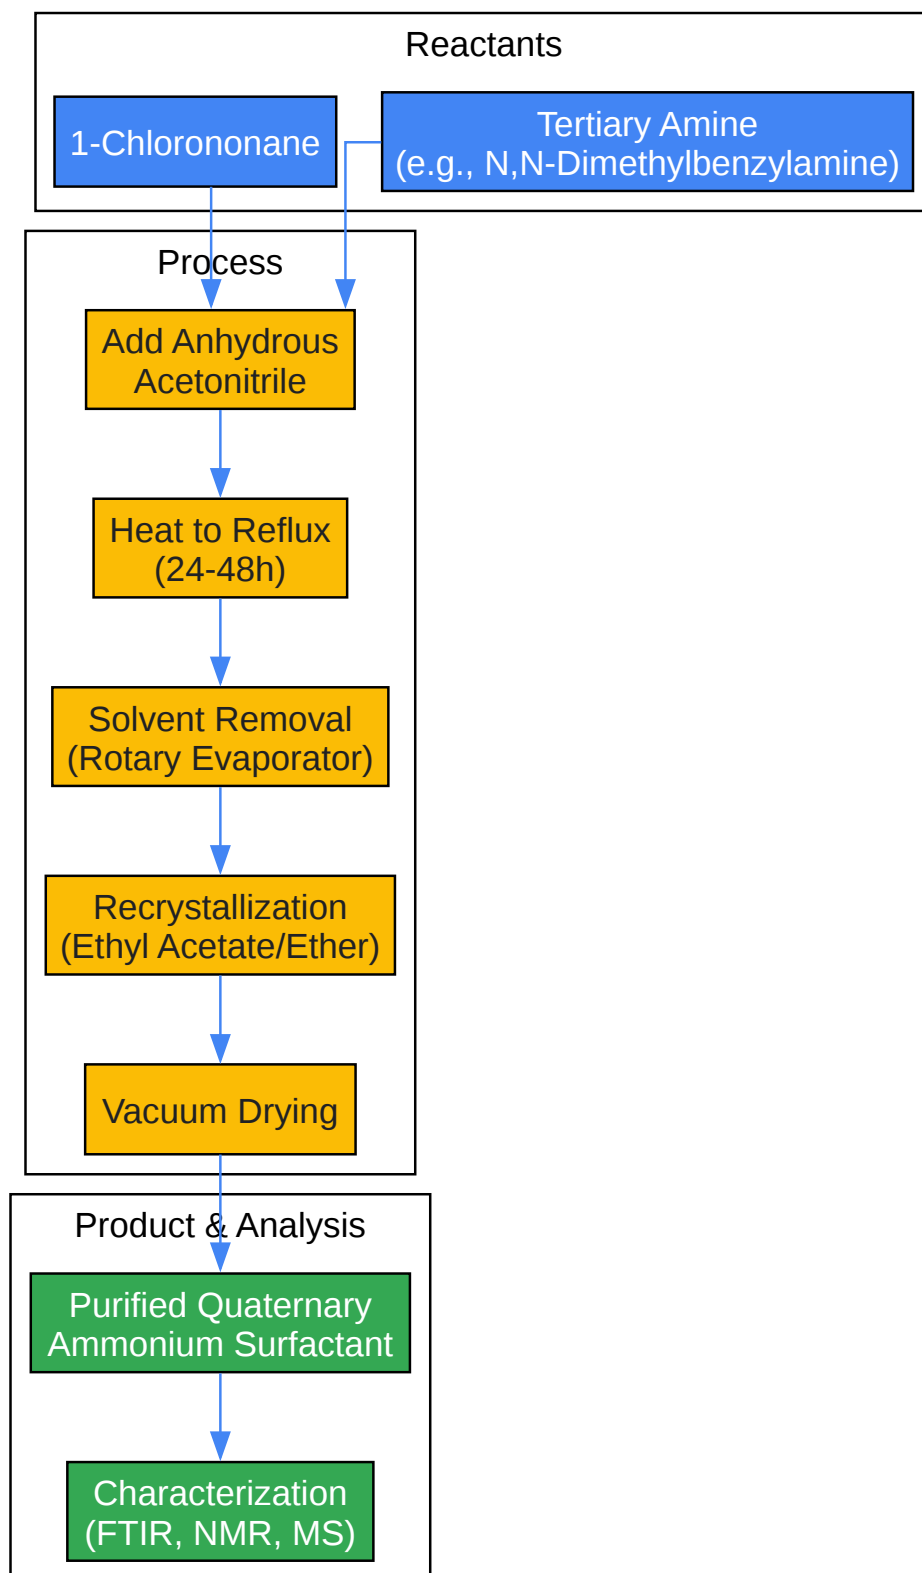 Reactants
1-Chlorononane
Tertiary Amine
(e.g., N,N-Dimethylbenzylamine)
Process
Add Anhydrous
Acetonitrile
Heat to Reflux
(24-48h)
Solvent Removal
(Rotary Evaporator)
Recrystallization
(Ethyl Acetate/Ether)
Vacuum Drying
Product & Analysis
Purified Quaternary
Ammonium Surfactant
Characterization
(FTIR, NMR, MS)